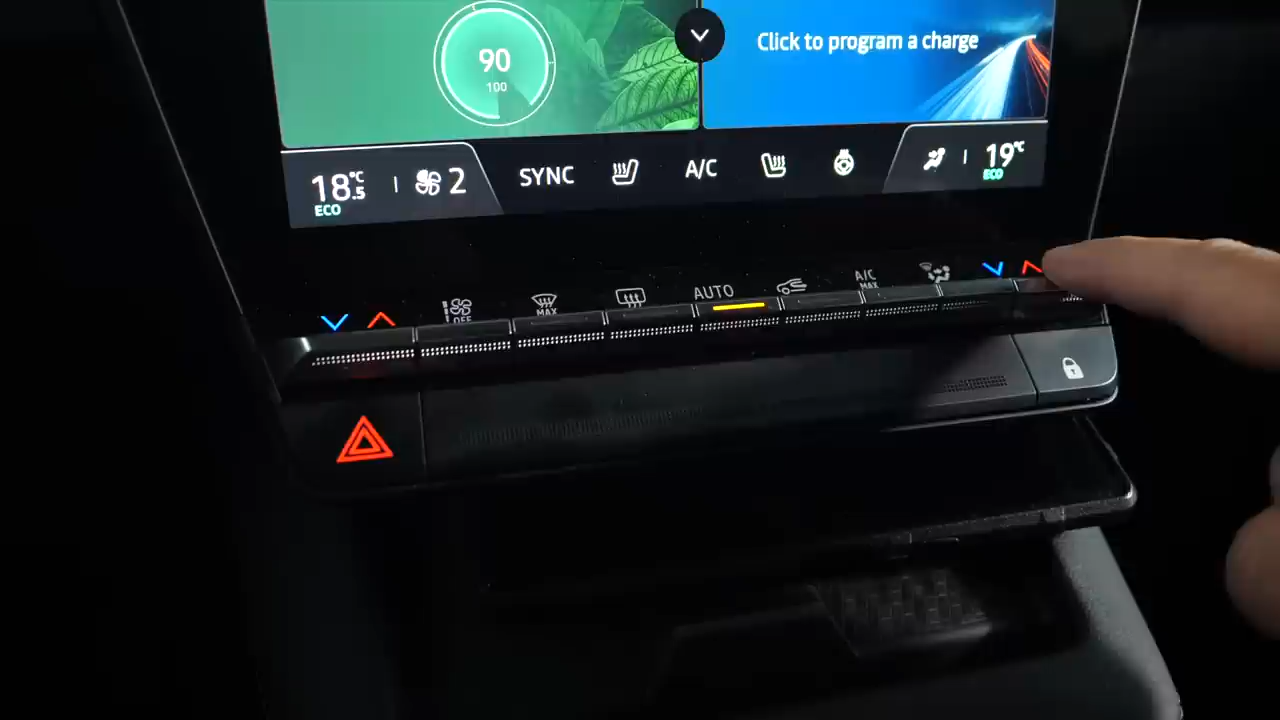 90
100
Click to program a charge
18.5°C
ECO
2
SYNC
A/C
19°C
ECO
OFF
MAX
AUTO
A/C
MAX